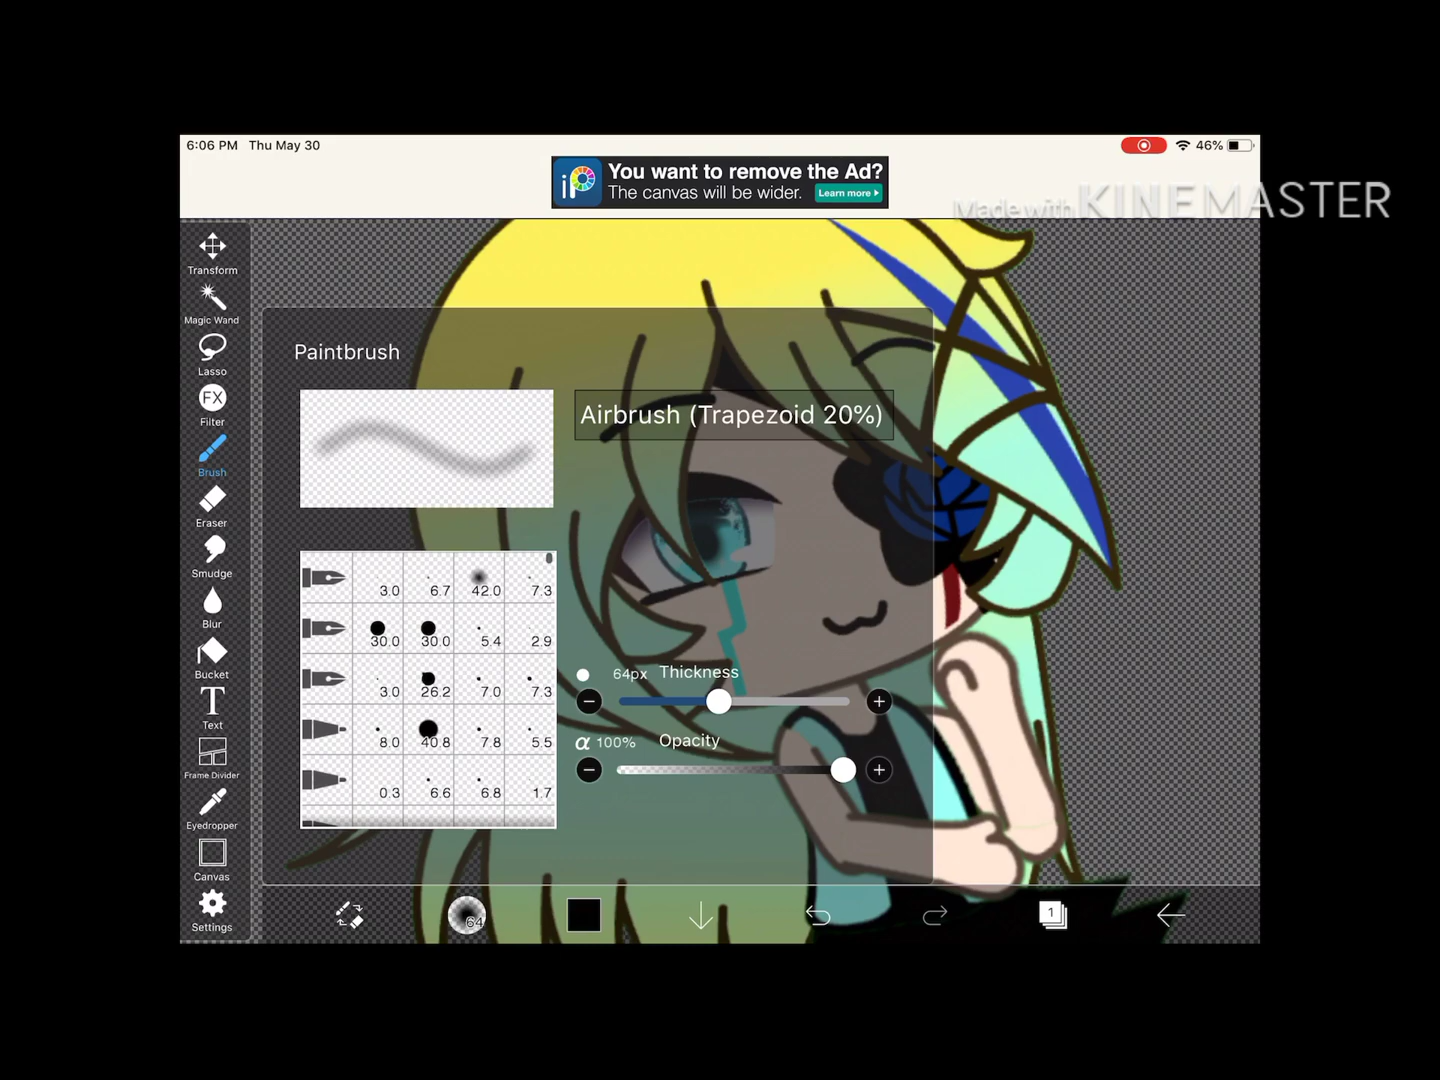 6:06 PM Thu May 30
46%
iP
You want to remove the Ad?
The canvas will be wider. Learn more
Made with KINEMASTER
Transform
Magic Wand
Lasso
FX
Filter
Brush
Eraser
Smudge
Blur
Bucket
T
Text
Frame Divider
Eyedropper
Canvas
Settings
Paintbrush
Airbrush (Trapezoid 20%)
3.0 6.7 42.0 7.3
30.0 30.0 5.4 2.9
3.0 26.2 7.0 7.3
8.0 40.8 7.8 5.5
0.3 6.6 6.8 1.7
64px Thickness
α 100% Opacity
64
1